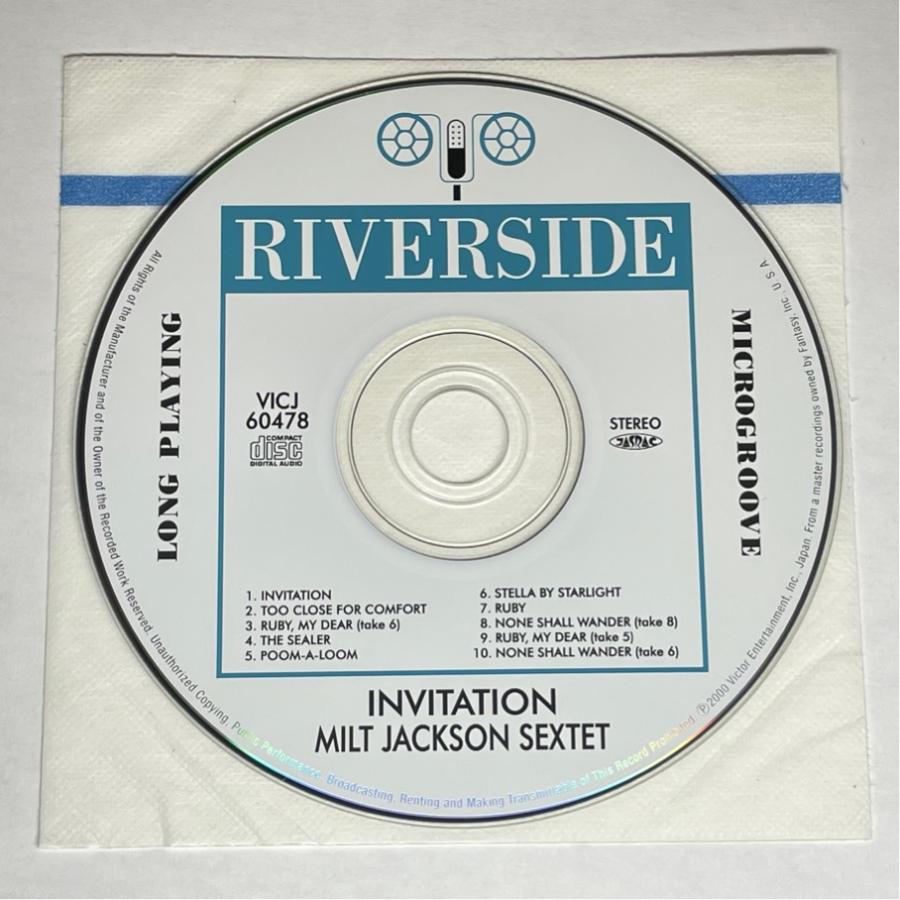 RIVERSIDE
LONG PLAYING
MICROGROOVE
VICJ
60478
COMPACT
disc
DIGITAL AUDIO
STEREO
JASRAC
1. INVITATION
2. TOO CLOSE FOR COMFORT
3. RUBY, MY DEAR (take 6)
4. THE SEALER
5. POOM-A-LOOM
6. STELLA BY STARLIGHT
7. RUBY
8. NONE SHALL WANDER (take 8)
9. RUBY, MY DEAR (take 5)
10. NONE SHALL WANDER (take 6)
INVITATION
MILT JACKSON SEXTET
All Rights of the Manufacturer and of the Owner of the Recorded Work Reserved. Unauthorized Copying, Public Performance, Broadcasting, Renting and Making Transmittable of This Record Prohibited. ℗2000 Victor Entertainment, Inc., Japan. From a master recordings owned by Fantasy, Inc., U.S.A